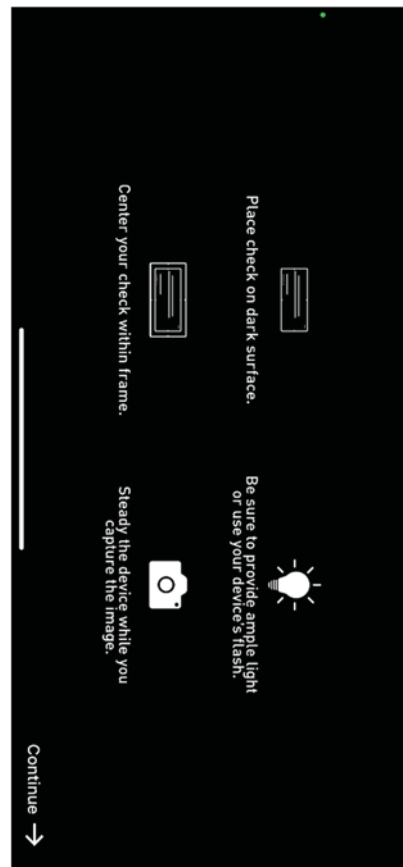 Place check on dark surface.
Be sure to provide ample light
or use your device's flash.
Center your check within frame.
Steady the device while you
capture the image.
Continue →